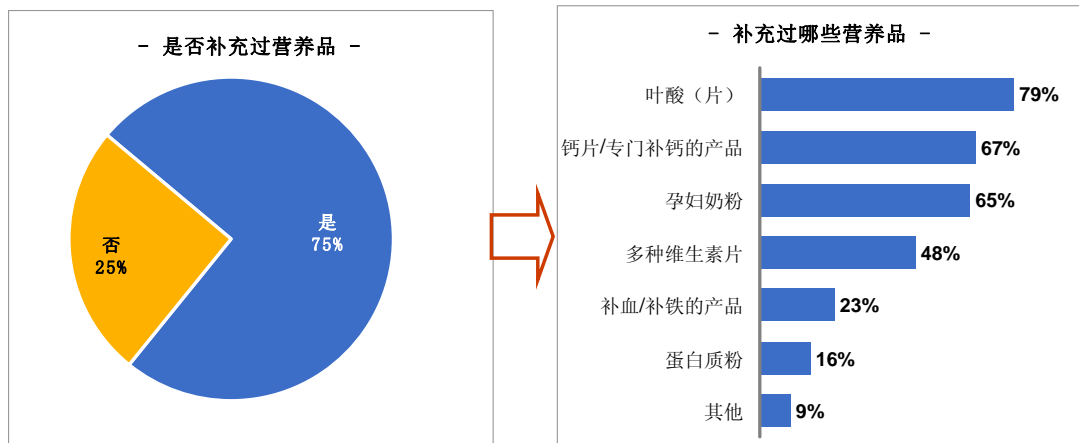 - 是否补充过营养品 -
是
75%
否
25%
- 补充过哪些营养品 -
叶酸（片） 79%
钙片/专门补钙的产品 67%
孕妇奶粉 65%
多种维生素片 48%
补血/补铁的产品 23%
蛋白质粉 16%
其他 9%